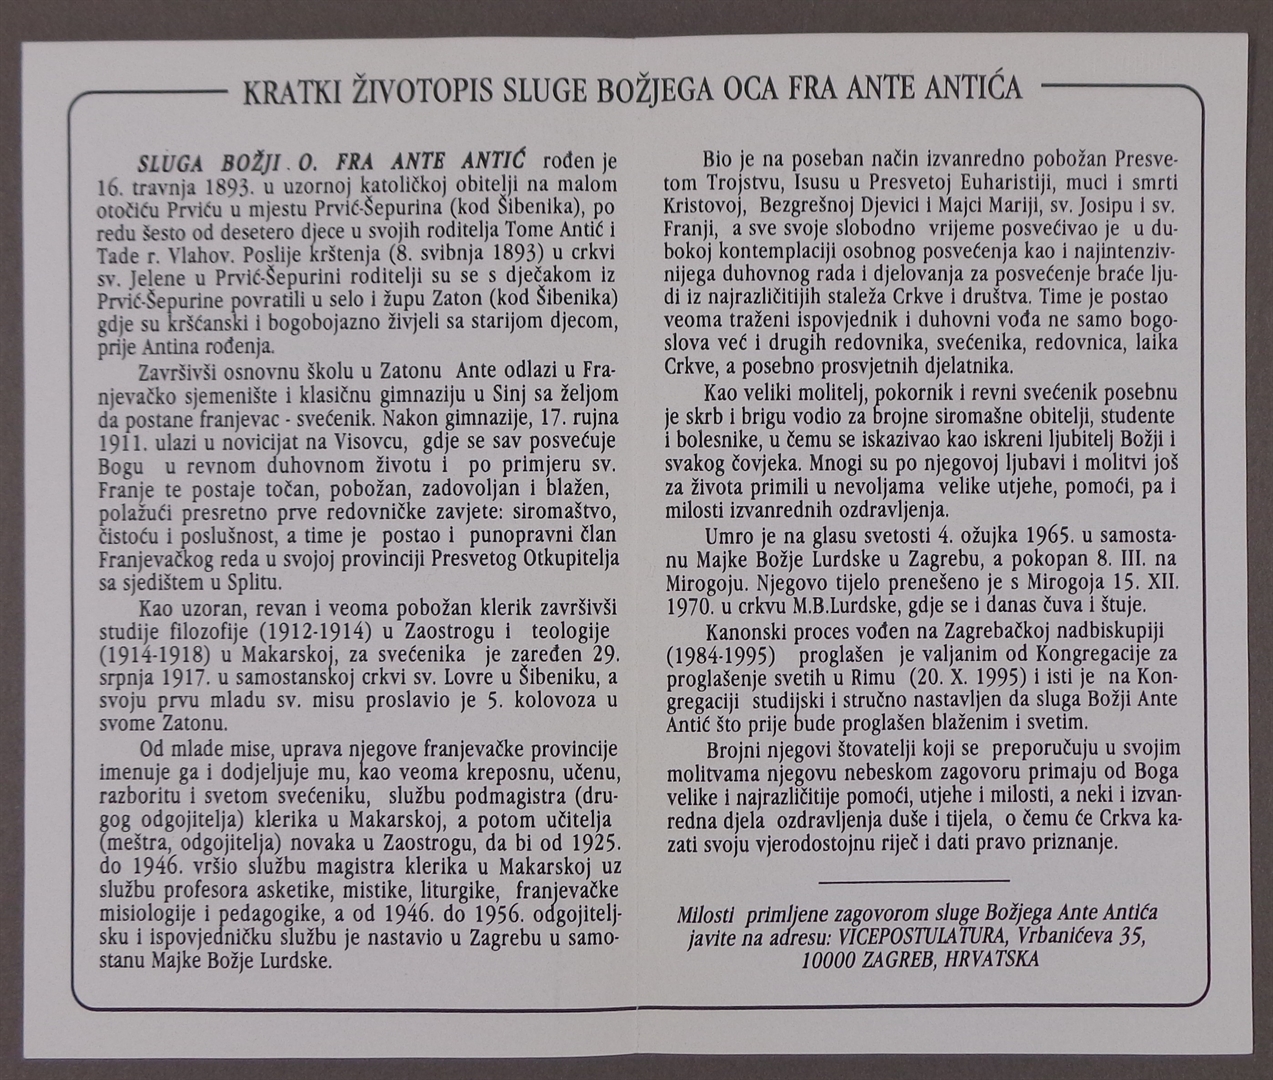 KRATKI ŽIVOTOPIS SLUGE BOŽJEGA OCA FRA ANTE ANTIĆA
SLUGA BOŽJI . O. FRA ANTE ANTIĆ rođen je
16. travnja 1893. u uzornoj katoličkoj obitelji na malom
otočiću Prviću u mjestu Prvić-Šepurina (kod Šibenika), po
redu šesto od desetero djece u svojih roditelja Tome Antić i
Tade r. Vlahov. Poslije krštenja (8. svibnja 1893) u crkvi
sv. Jelene u Prvić-Šepurini roditelji su se s dječakom iz
Prvić-Šepurine povratili u selo i župu Zaton (kod Šibenika)
gdje su kršćanski i bogobojazno živjeli sa starijom djecom,
prije Antina rođenja.
Završivši osnovnu školu u Zatonu Ante odlazi u Fra-
njevačko sjemenište i klasičnu gimnaziju u Sinj sa željom
da postane franjevac - svećenik. Nakon gimnazije, 17. rujna
1911. ulazi u novicijat na Visovcu, gdje se sav posvećuje
Bogu u revnom duhovnom životu i po primjeru sv.
Franje te postaje točan, pobožan, zadovoljan i blažen,
polažući presretno prve redovničke zavjete: siromaštvo,
čistoću i poslušnost, a time je postao i punopravni član
Franjevačkog reda u svojoj provinciji Presvetog Otkupitelja
sa sjedištem u Splitu.
Kao uzoran, revan i veoma pobožan klerik završivši
studije filozofije (1912-1914) u Zaostrogu i teologije
(1914-1918) u Makarskoj, za svećenika je zaređen 29.
srpnja 1917. u samostanskoj crkvi sv. Lovre u Šibeniku, a
svoju prvu mladu sv. misu proslavio je 5. kolovoza u
svome Zatonu.
Od mlade mise, uprava njegove franjevačke provincije
imenuje ga i dodjeljuje mu, kao veoma kreposnu, učenu,
razboritu i svetom svećeniku, službu podmagistra (dru-
gog odgojitelja) klerika u Makarskoj, a potom učitelja
(meštra, odgojitelja) novaka u Zaostrogu, da bi od 1925.
do 1946. vršio službu magistra klerika u Makarskoj uz
službu profesora asketike, mistike, liturgike, franjevačke
misiologije i pedagogike, a od 1946. do 1956. odgojitelj-
sku i ispovjedničku službu je nastavio u Zagrebu u samo-
stanu Majke Božje Lurdske.
Bio je na poseban način izvanredno pobožan Presve-
tom Trojstvu, Isusu u Presvetoj Euharistiji, muci i smrti
Kristovoj, Bezgrešnoj Djevici i Majci Mariji, sv. Josipu i sv.
Franji, a sve svoje slobodno vrijeme posvećivao je u du-
bokoj kontemplaciji osobnog posvećenja kao i najintenziv-
nijega duhovnog rada i djelovanja za posvećenje braće lju-
di iz najrazličitijih staleža Crkve i društva. Time je postao
veoma traženi ispovjednik i duhovni vođa ne samo bogo-
slova već i drugih redovnika, svećenika, redovnica, laika
Crkve, a posebno prosvjetnih djelatnika.
Kao veliki molitelj, pokornik i revni svećenik posebnu
je skrb i brigu vodio za brojne siromašne obitelji, studente
i bolesnike, u čemu se iskazivao kao iskreni ljubitelj Božji i
svakog čovjeka. Mnogi su po njegovoj ljubavi i molitvi još
za života primili u nevoljama velike utjehe, pomoći, pa i
milosti izvanrednih ozdravljenja.
Umro je na glasu svetosti 4. ožujka 1965. u samosta-
nu Majke Božje Lurdske u Zagrebu, a pokopan 8. III. na
Mirogoju. Njegovo tijelo prenešeno je s Mirogoja 15. XII.
1970. u crkvu M.B.Lurdske, gdje se i danas čuva i štuje.
Kanonski proces vođen na Zagrebačkoj nadbiskupiji
(1984-1995) proglašen je valjanim od Kongregacije za
proglašenje svetih u Rimu (20. X. 1995) i isti je na Kon-
gregaciji studijski i stručno nastavljen da sluga Božji Ante
Antić što prije bude proglašen blaženim i svetim.
Brojni njegovi štovatelji koji se preporučuju u svojim
molitvama njegovu nebeskom zagovoru primaju od Boga
velike i najrazličitije pomoći, utjehe i milosti, a neki i izvan-
redna djela ozdravljenja duše i tijela, o čemu će Crkva ka-
zati svoju vjerodostojnu riječ i dati pravo priznanje.
Milosti primljene zagovorom sluge Božjega Ante Antića
javite na adresu: VICEPOSTULATURA, Vrbanićeva 35,
10000 ZAGREB, HRVATSKA